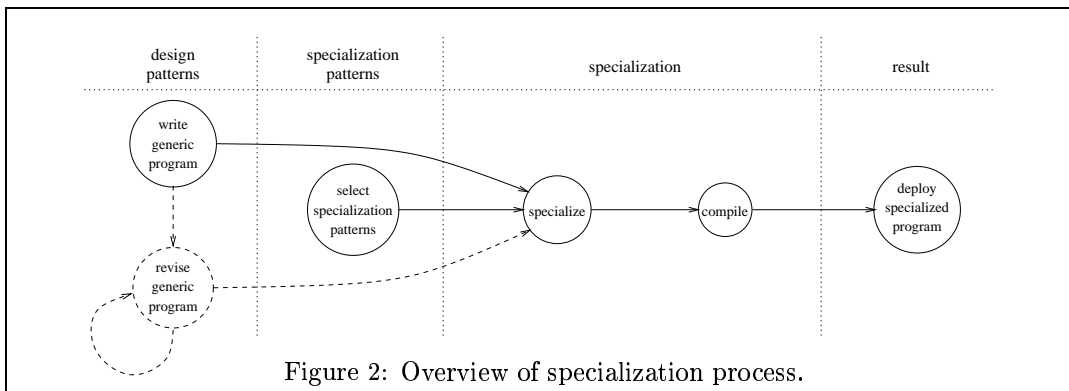 design
patterns
specialization
patterns
specialization
result
write
generic
program
select
specialization
patterns
specialize
compile
deploy
specialized
program
revise
generic
program
Figure 2: Overview of specialization process.